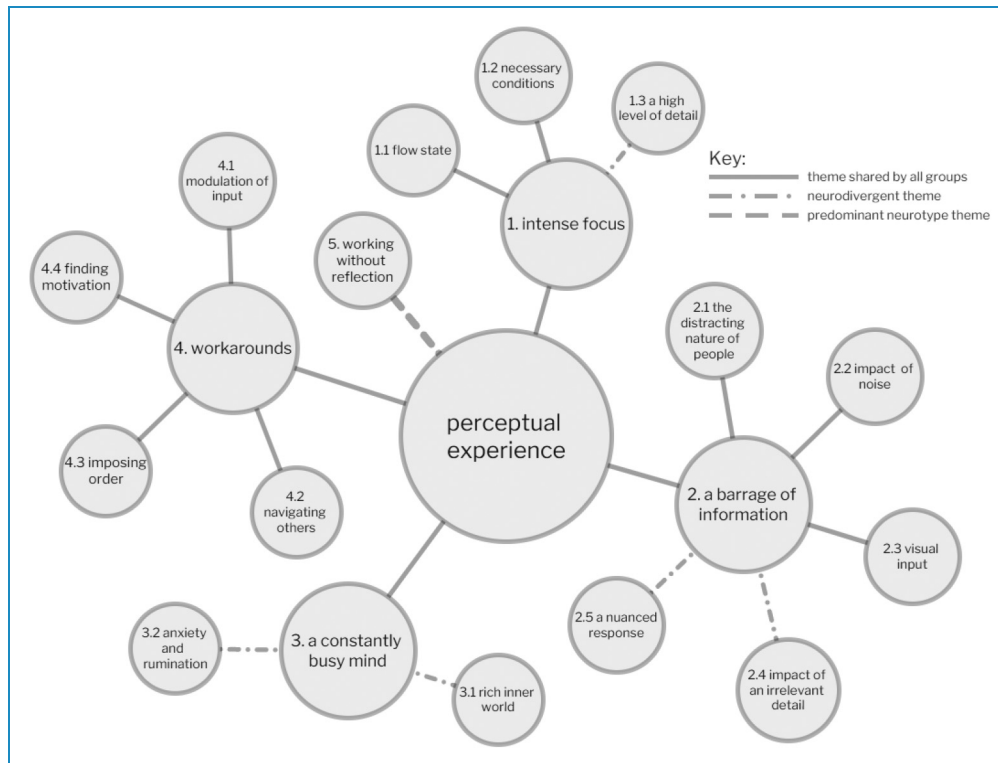 1.2 necessary
conditions
1.3 a high
level of detail
1.1 flow state
1. intense focus
Key:
theme shared by all groups
neurodivergent theme
predominant neurotype theme
4.1
modulation of
input
4.4 finding
motivation
4. workarounds
4.3 imposing
order
4.2
navigating
others
5. working
without
reflection
perceptual
experience
2.1 the
distracting
nature of
people
2.2 impact of
noise
2. a barrage of
information
2.3 visual
input
2.5 a nuanced
response
2.4 impact of
an irrelevant
detail
3. a constantly
busy mind
3.2 anxiety
and
rumination
3.1 rich inner
world